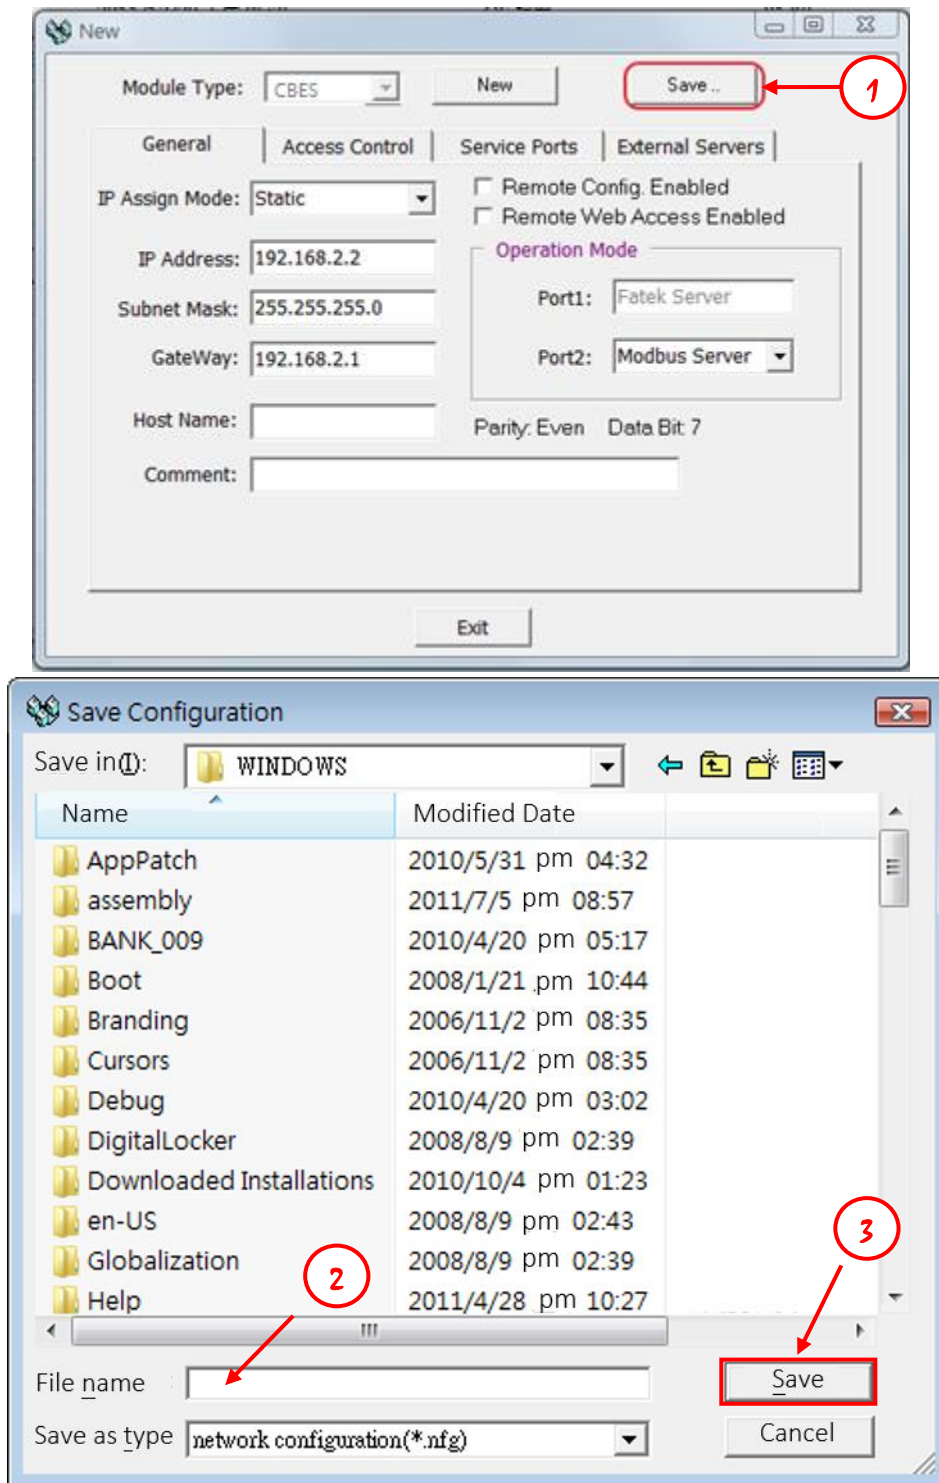 New
Module Type: CBES New Save .. 1
General Access Control Service Ports External Servers
IP Assign Mode: Static Remote Config. Enabled
Remote Web Access Enabled
Operation Mode
IP Address: 192.168.2.2
Port1: Fatek Server
Subnet Mask: 255.255.255.0
GateWay: 192.168.2.1 Port2: Modbus Server
Host Name: Parity: Even Data Bit: 7
Comment:
Exit
Save Configuration
Save in(I): WINDOWS
Name Modified Date
AppPatch 2010/5/31 pm 04:32
assembly 2011/7/5 pm 08:57
BANK_009 2010/4/20 pm 05:17
Boot 2008/1/21 pm 10:44
Branding 2006/11/2 pm 08:35
Cursors 2006/11/2 pm 08:35
Debug 2010/4/20 pm 03:02
DigitalLocker 2008/8/9 pm 02:39
Downloaded Installations 2010/10/4 pm 01:23
en-US 2008/8/9 pm 02:43
3
Globalization 2008/8/9 pm 02:39
2
Help 2011/4/28 pm 10:27
File name Save
Save as type network configuration(*.nfg) Cancel